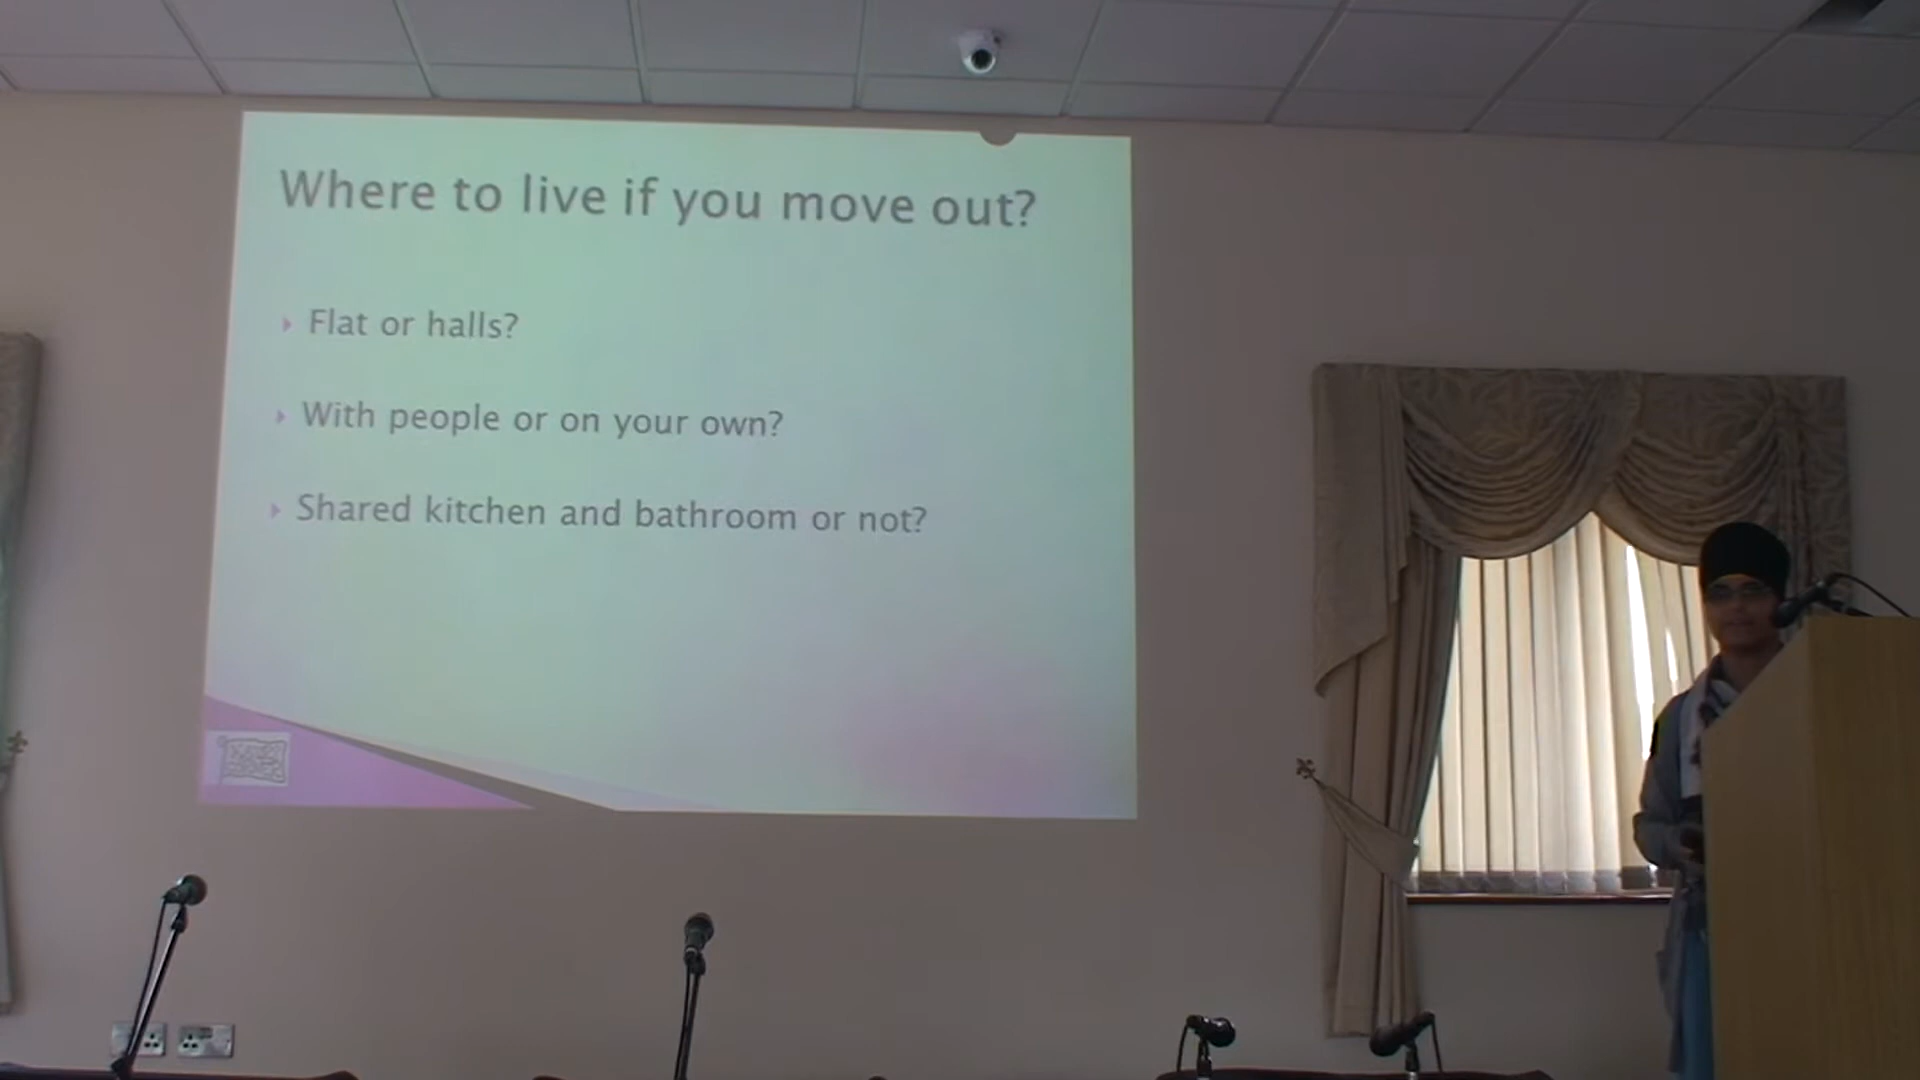 Where to live if you move out?
Flat or halls?
With people or on your own?
Shared kitchen and bathroom or not?